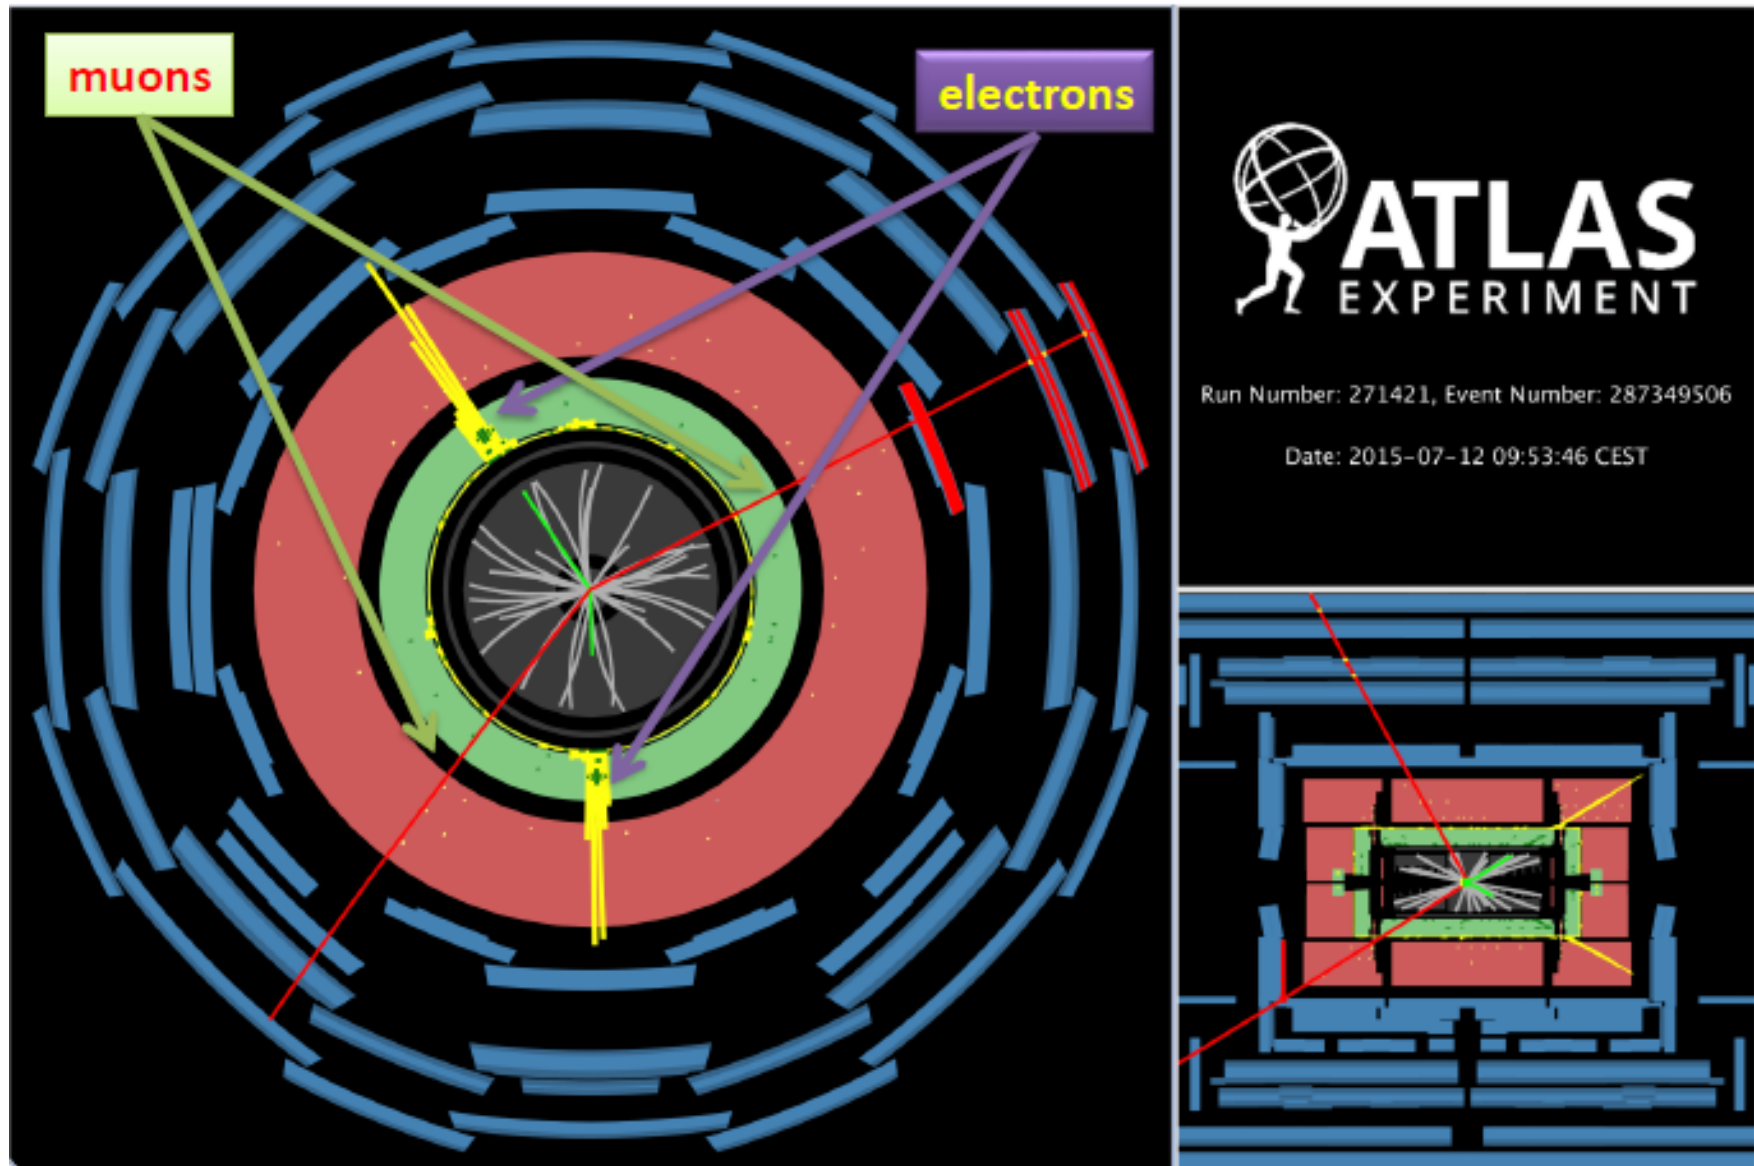 muons
electrons
ATLAS
EXPERIMENT
Run Number: 271421, Event Number: 287349506
Date: 2015-07-12 09:53:46 CEST